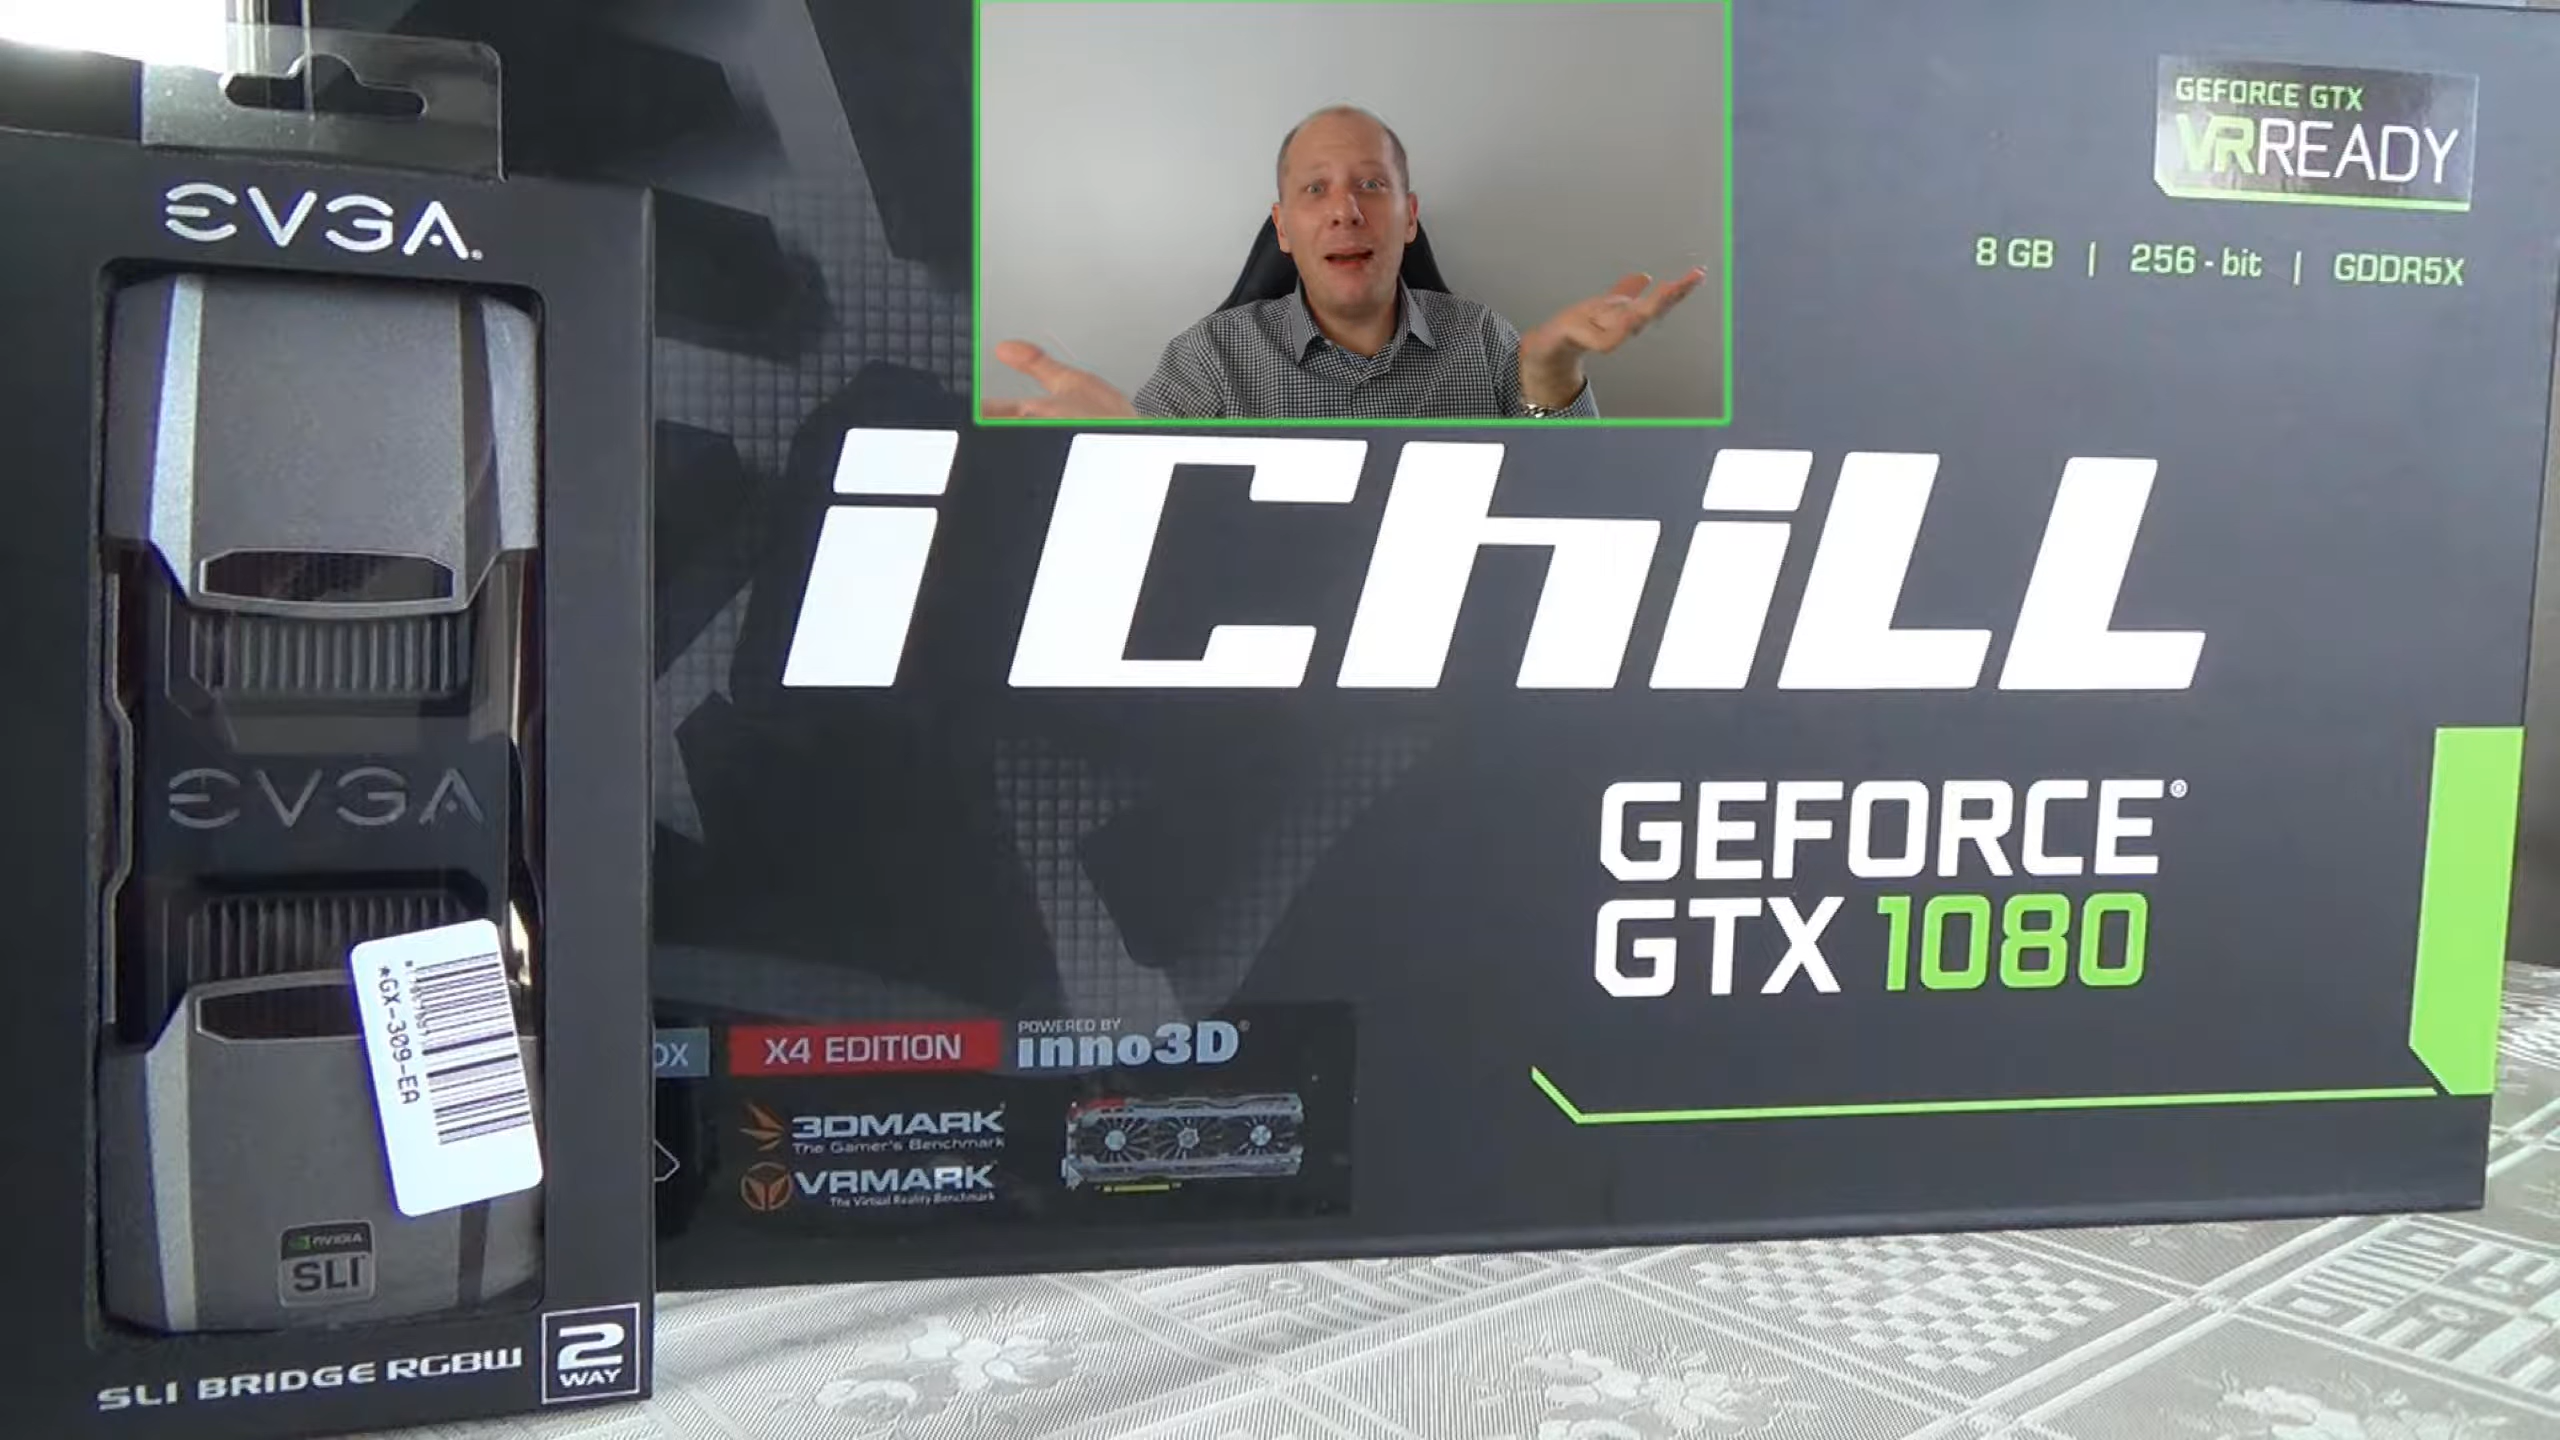 EVGA
EVGA
*GX-309-EA
NVIDIA
SLI
SLI BRIDGE RGBW
2
WAY
GEFORCE GTX
VRREADY
8 GB | 256-bit | GDDR5X
iChiLL
GEFORCE®
GTX 1080
X4 EDITION
POWERED BY
inno3D®
3DMARK®
The Gamer's Benchmark
VRMARK
The Virtual Reality Benchmark